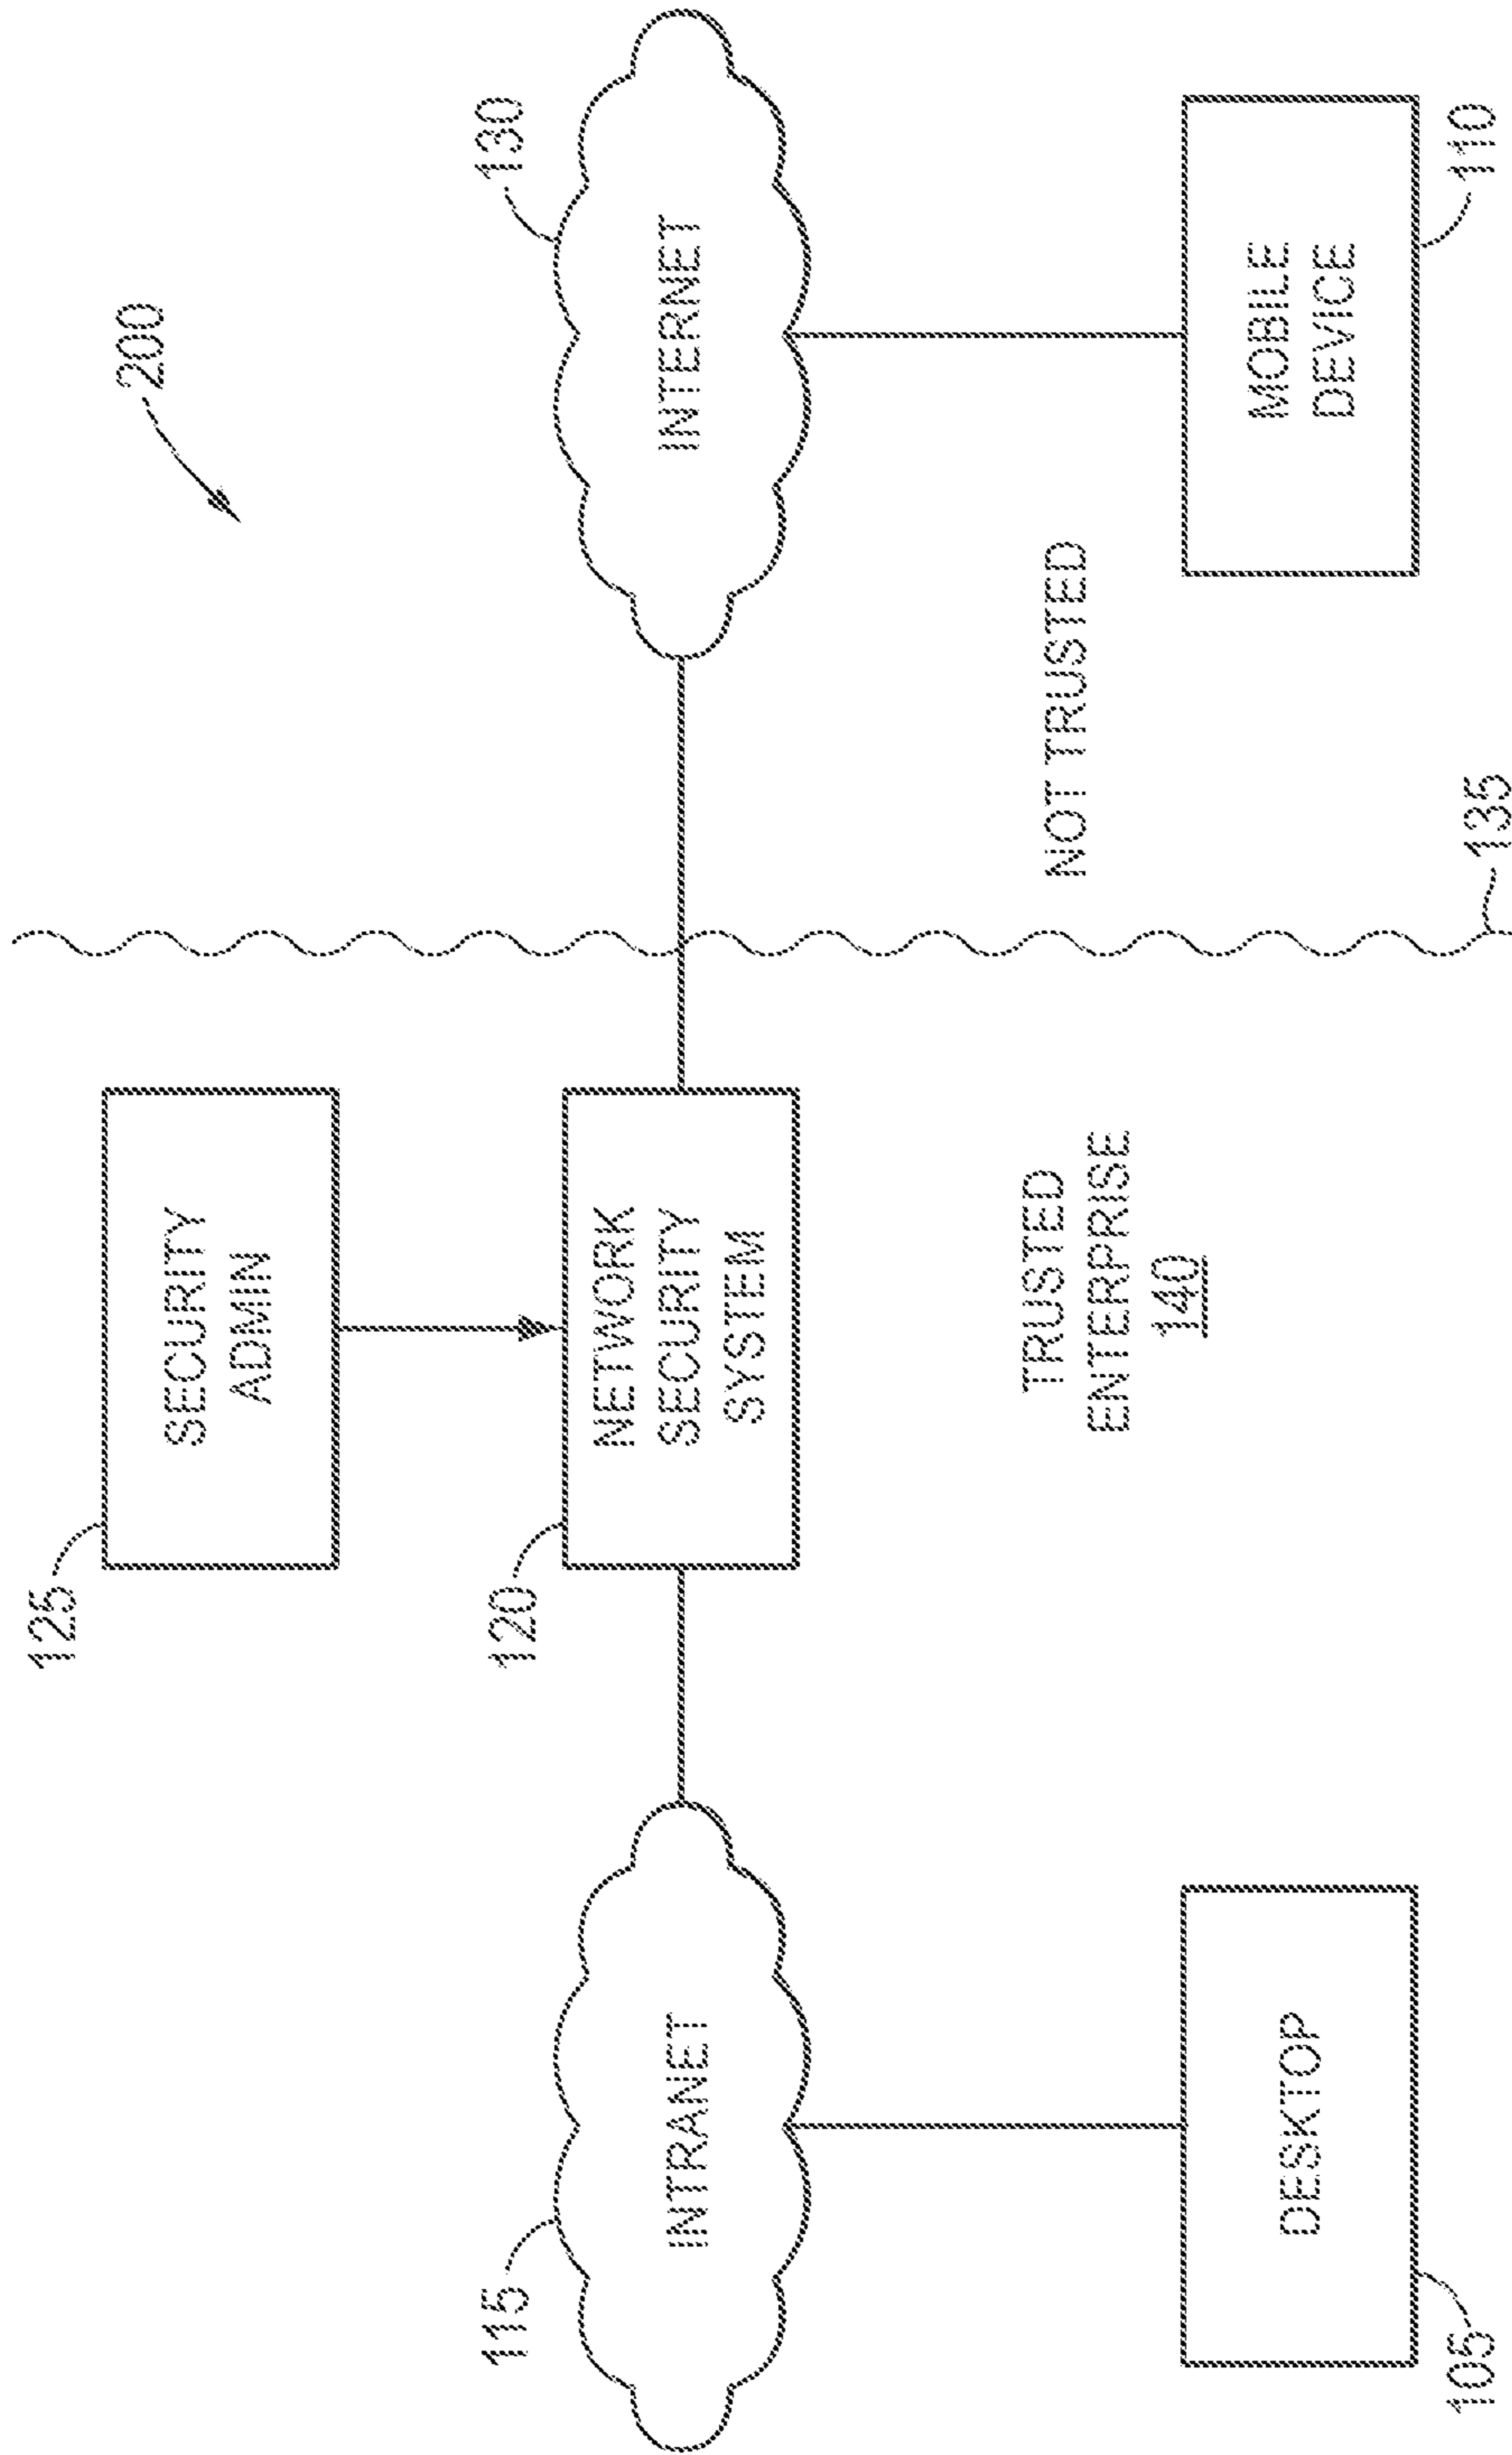 200
125
SECURITY
ADMIN
115
INTRANET
120
NETWORK
SECURITY
SYSTEM
130
INTERNET
TRUSTED
ENTERPRISE
140
NOT TRUSTED
DESKTOP
105
MOBILE
DEVICE
110
135